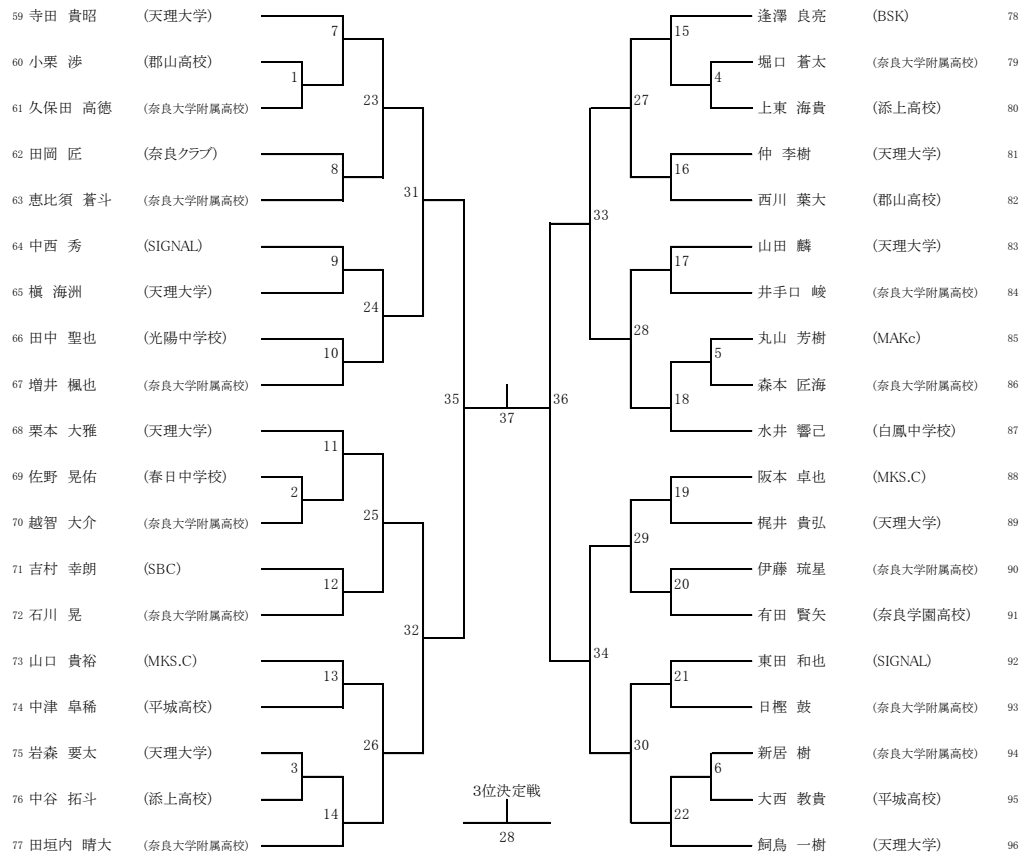 59 寺田 貴昭 (天理大学)
60 小栗 渉 (郡山高校)
61 久保田 高徳 (奈良大学附属高校)
62 田岡 匠 (奈良クラブ)
63 恵比須 蒼斗 (奈良大学附属高校)
64 中西 秀 (SIGNAL)
65 槇 海洲 (天理大学)
66 田中 聖也 (光陽中学校)
67 増井 楓也 (奈良大学附属高校)
68 栗本 大雅 (天理大学)
69 佐野 晃佑 (春日中学校)
70 越智 大介 (奈良大学附属高校)
71 吉村 幸朗 (SBC)
72 石川 晃 (奈良大学附属高校)
73 山口 貴裕 (MKS.C)
74 中津 皐稀 (平城高校)
75 岩森 要太 (天理大学)
76 中谷 拓斗 (添上高校)
77 田垣内 晴大 (奈良大学附属高校)
7
1
23
8
31
9
24
10
35
11
2
25
12
32
13
26
3
14
37
3位決定戦
28
36
15
4
27
16
33
17
28
5
18
19
29
20
34
21
30
6
22
逢澤 良亮 (BSK) 78
堀口 蒼太 (奈良大学附属高校) 79
上東 海貴 (添上高校) 80
仲 李樹 (天理大学) 81
西川 葉大 (郡山高校) 82
山田 麟 (天理大学) 83
井手口 峻 (奈良大学附属高校) 84
丸山 芳樹 (MAKc) 85
森本 匠海 (奈良大学附属高校) 86
水井 響己 (白鳳中学校) 87
阪本 卓也 (MKS.C) 88
梶井 貴弘 (天理大学) 89
伊藤 琉星 (奈良大学附属高校) 90
有田 賢矢 (奈良学園高校) 91
東田 和也 (SIGNAL) 92
日樫 鼓 (奈良大学附属高校) 93
新居 樹 (奈良大学附属高校) 94
大西 教貴 (平城高校) 95
飼鳥 一樹 (天理大学) 96